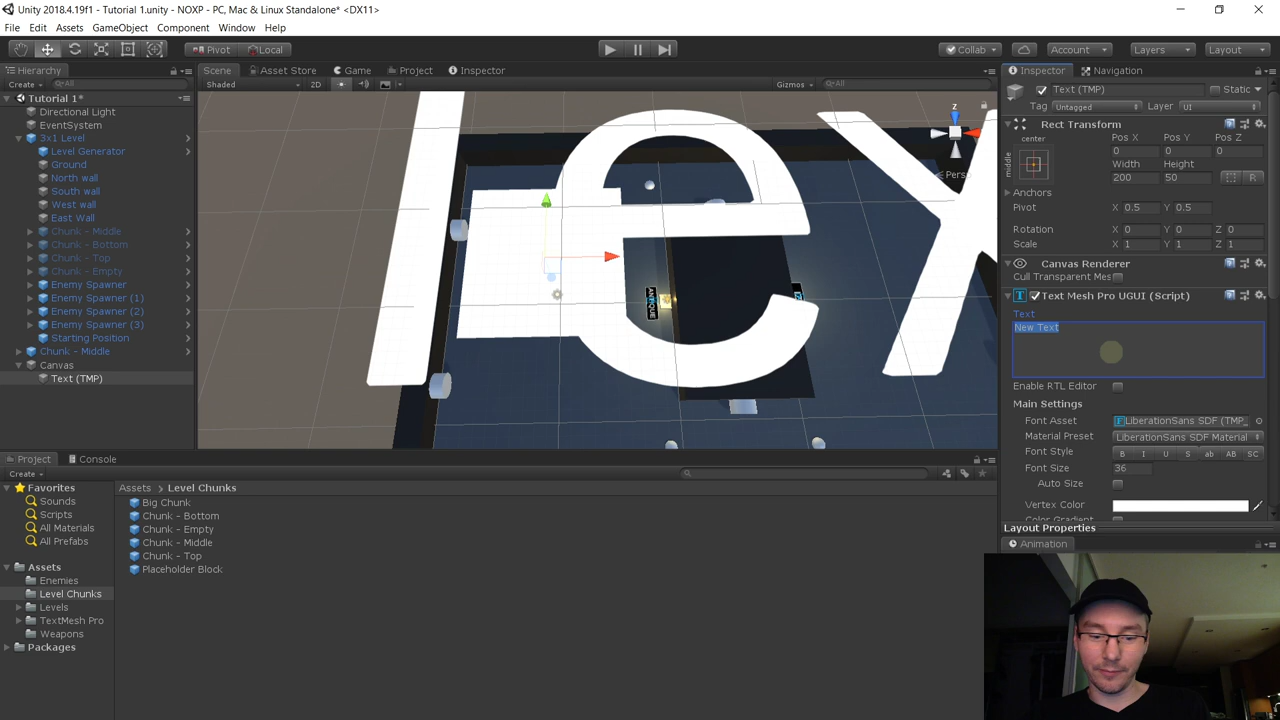 Unity 2018.4.19f1 - Tutorial 1.unity - NOXP - PC, Mac & Linux Standalone* <DX11>
File Edit Assets GameObject Component Window Help
Pivot Local Collab Account Layers Layout
Hierarchy Scene Asset Store Game Project Inspector Inspector Navigation
Create All Shaded 2D Gizmos All Text (TMP) Static
Tutorial 1* Tag Untagged Layer UI
Directional Light
EventSystem
3x1 Level
Level Generator
Ground
North wall
South wall
West wall
East Wall
Chunk - Middle
Chunk - Bottom
Chunk - Top
Chunk - Empty
Enemy Spawner
Enemy Spawner (1)
Enemy Spawner (2)
Enemy Spawner (3)
Starting Position
Chunk - Middle
Canvas
Text (TMP)
z
Persp
Rect Transform
center
middle
Pos X Pos Y Pos Z
0 0 0
Width Height
200 50 R
Anchors
Pivot X 0.5 Y 0.5
Rotation X 0 Y 0 Z 0
Scale X 1 Y 1 Z 1
Canvas Renderer
Cull Transparent Mes
Text Mesh Pro UGUI (Script)
Text
New Text
Enable RTL Editor
Main Settings
Font Asset LiberationSans SDF (TMP_
Material Preset LiberationSans SDF Material
Font Style B I U S ab AB SC
Font Size 36
Auto Size
Vertex Color
Color Gradient
Layout Properties
Animation
Project Console
Create
Favorites
Sounds
Scripts
All Materials
All Prefabs
Assets
Enemies
Level Chunks
Levels
TextMesh Pro
Weapons
Packages
Assets > Level Chunks
Big Chunk
Chunk - Bottom
Chunk - Empty
Chunk - Middle
Chunk - Top
Placeholder Block